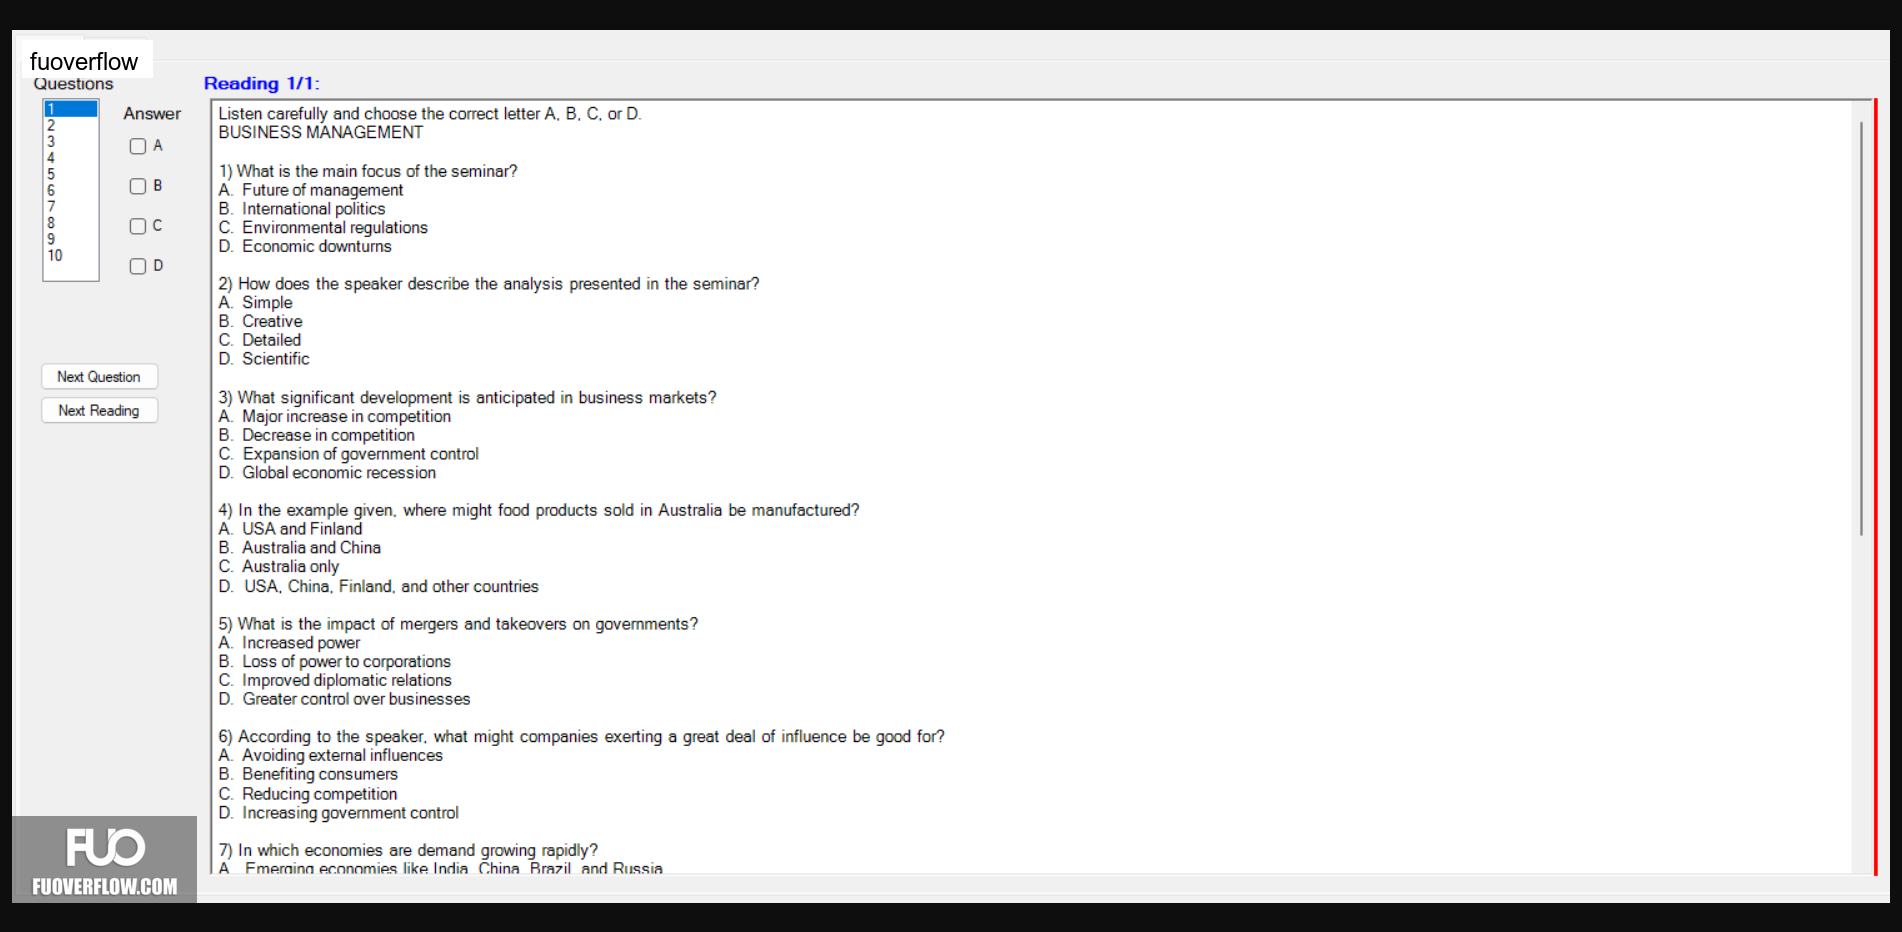 fuoverflow
Questions
Reading 1/1:
1
2
3
4
5
6
7
8
9
10
Answer
A
B
C
D
Next Question
Next Reading
Listen carefully and choose the correct letter A, B, C, or D.
BUSINESS MANAGEMENT
1) What is the main focus of the seminar?
A. Future of management
B. International politics
C. Environmental regulations
D. Economic downturns
2) How does the speaker describe the analysis presented in the seminar?
A. Simple
B. Creative
C. Detailed
D. Scientific
3) What significant development is anticipated in business markets?
A. Major increase in competition
B. Decrease in competition
C. Expansion of government control
D. Global economic recession
4) In the example given, where might food products sold in Australia be manufactured?
A. USA and Finland
B. Australia and China
C. Australia only
D. USA, China, Finland, and other countries
5) What is the impact of mergers and takeovers on governments?
A. Increased power
B. Loss of power to corporations
C. Improved diplomatic relations
D. Greater control over businesses
6) According to the speaker, what might companies exerting a great deal of influence be good for?
A. Avoiding external influences
B. Benefiting consumers
C. Reducing competition
D. Increasing government control
7) In which economies are demand growing rapidly?
A. Emerging economies like India, China, Brazil, and Russia
FUO
FUOVERFLOW.COM